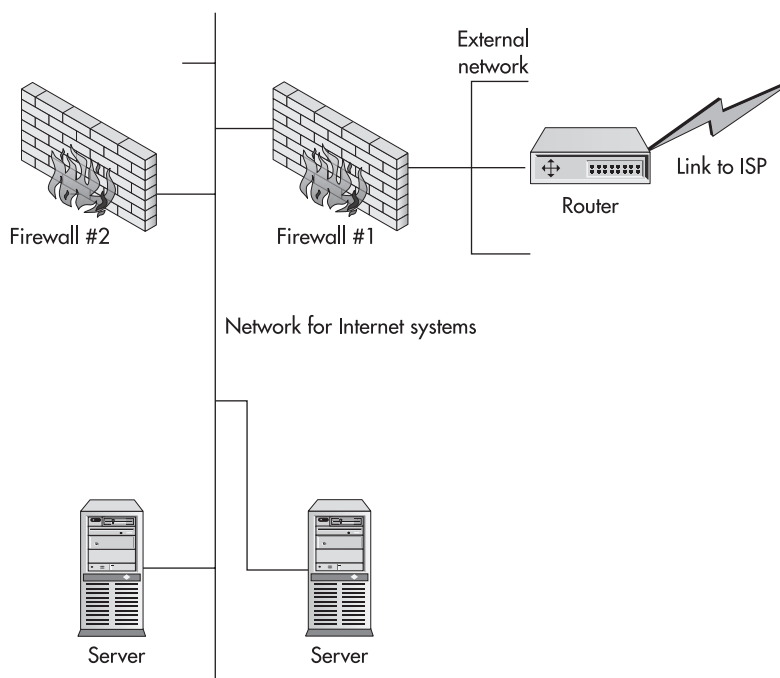 External
network
Link to ISP
Router
Firewall #2
Firewall #1
Network for Internet systems
Server
Server